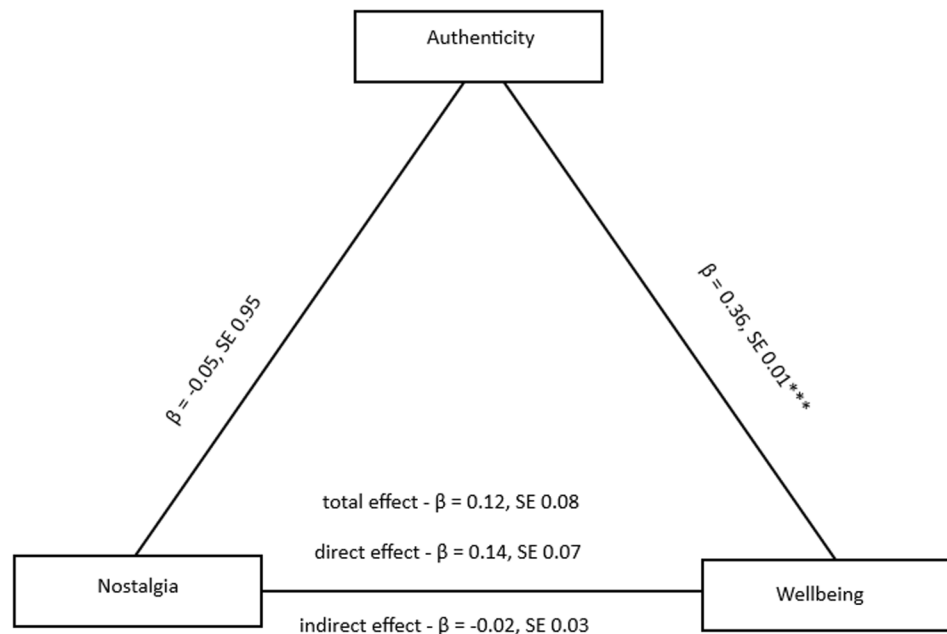 Authenticity
β = -0.05, SE 0.95
β = 0.36, SE 0.01***
total effect - β = 0.12, SE 0.08
direct effect - β = 0.14, SE 0.07
Nostalgia
Wellbeing
indirect effect - β = -0.02, SE 0.03